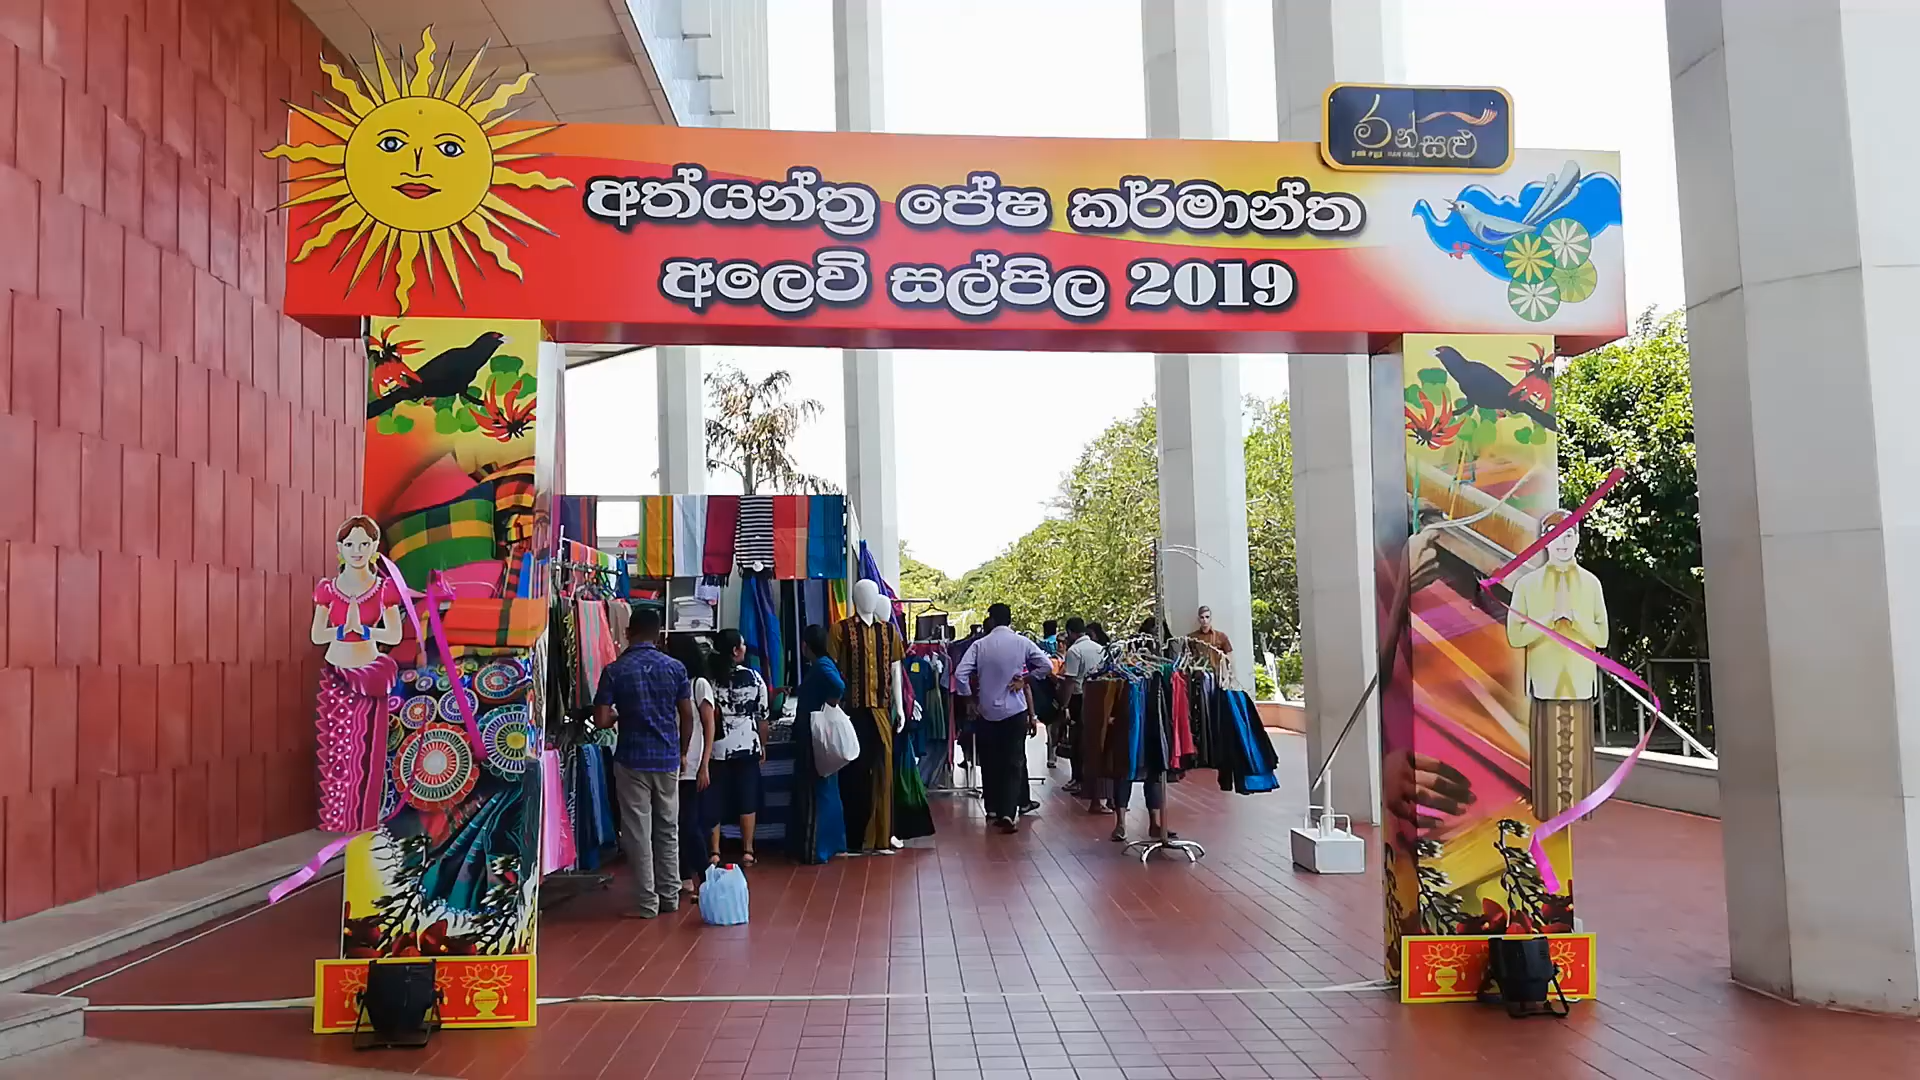 රන්සළු
අත්යන්ත්‍ර පේෂ කර්මාන්ත
අලෙවි සල්පිල 2019